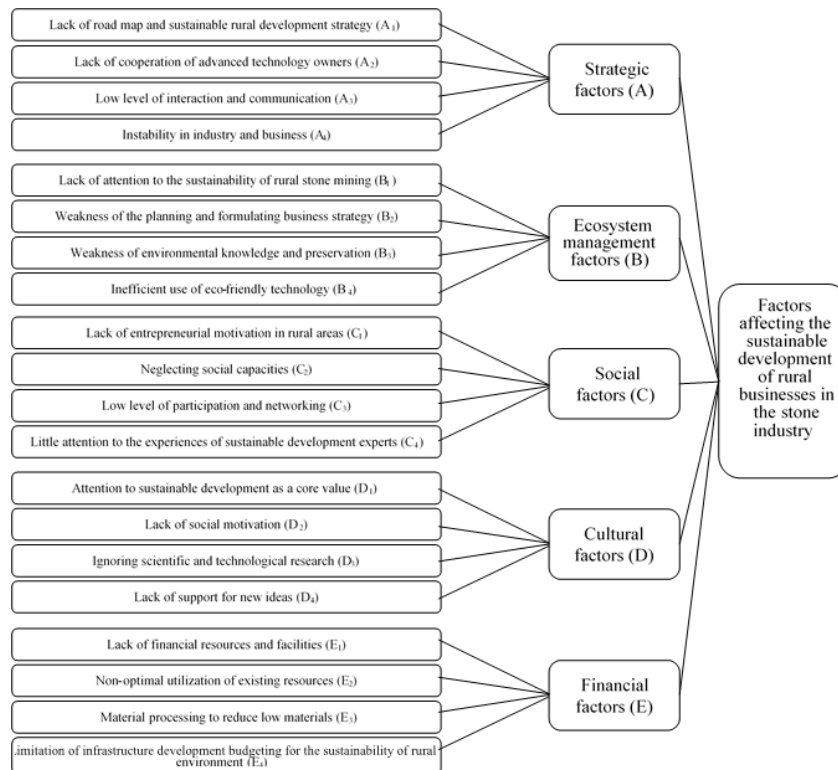 Lack of road map and sustainable rural development strategy (A₁)
Lack of cooperation of advanced technology owners (A₂)
Low level of interaction and communication (A₃)
Instability in industry and business (A₄)
Strategic
factors (A)
Lack of attention to the sustainability of rural stone mining (B₁)
Weakness of the planning and formulating business strategy (B₂)
Weakness of environmental knowledge and preservation (B₃)
Inefficient use of eco-friendly technology (B₄)
Ecosystem
management
factors (B)
Lack of entrepreneurial motivation in rural areas (C₁)
Neglecting social capacities (C₂)
Low level of participation and networking (C₃)
Little attention to the experiences of sustainable development experts (C₄)
Social
factors (C)
Attention to sustainable development as a core value (D₁)
Lack of social motivation (D₂)
Ignoring scientific and technological research (D₃)
Lack of support for new ideas (D₄)
Cultural
factors (D)
Lack of financial resources and facilities (E₁)
Non-optimal utilization of existing resources (E₂)
Material processing to reduce low materials (E₃)
Limitation of infrastructure development budgeting for the sustainability of rural
environment (E₄)
Financial
factors (E)
Factors
affecting the
sustainable
development
of rural
businesses in
the stone
industry